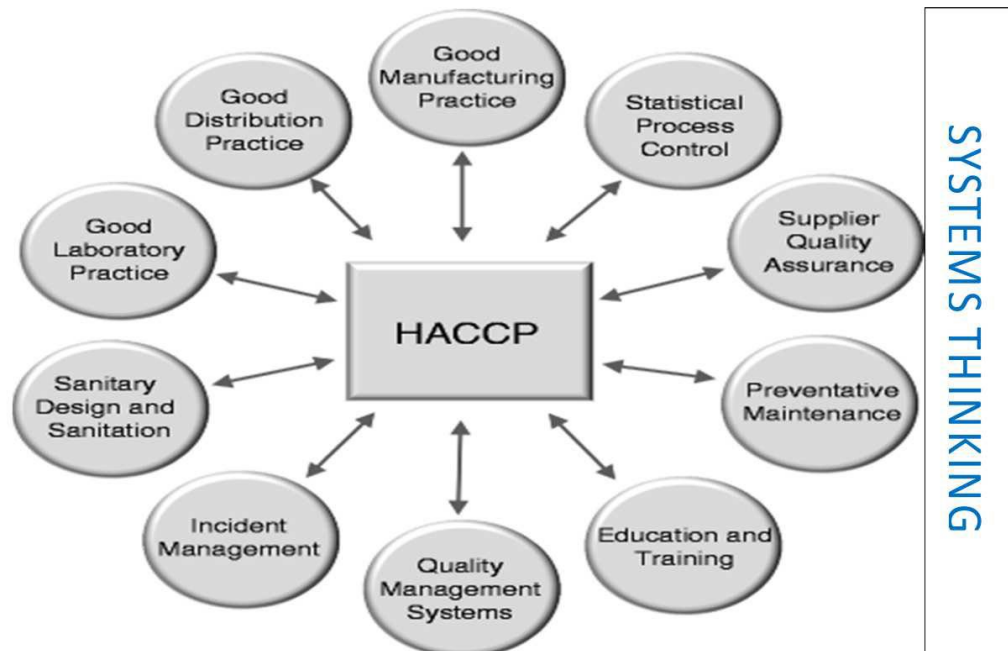 Good
Manufacturing
Practice
Statistical
Process
Control
Supplier
Quality
Assurance
Preventative
Maintenance
Education and
Training
Quality
Management
Systems
Incident
Management
Sanitary
Design and
Sanitation
Good
Laboratory
Practice
Good
Distribution
Practice
HACCP
SYSTEMS THINKING